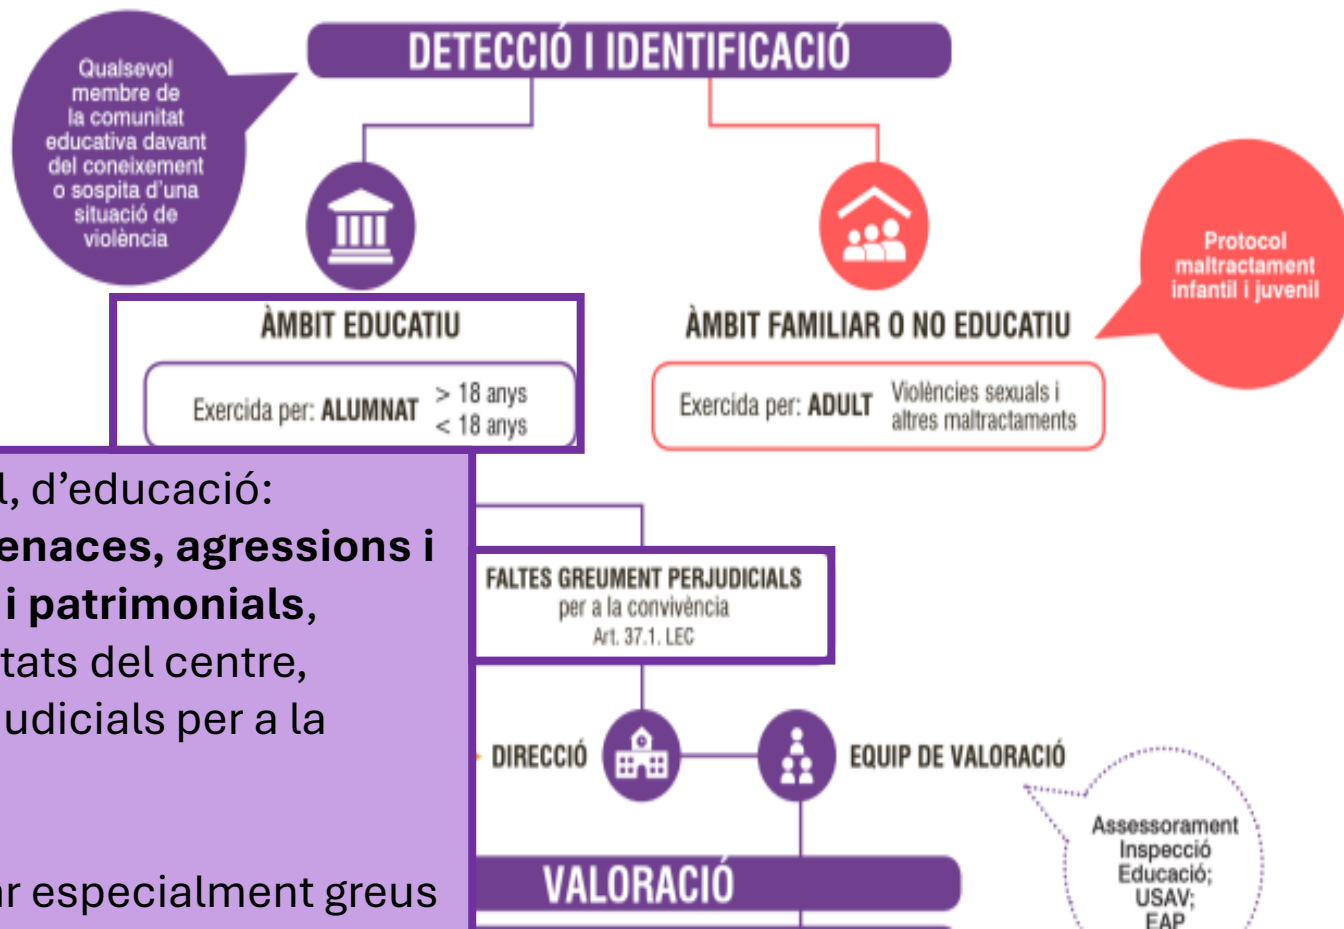 DETECCIÓ I IDENTIFICACIÓ
Qualsevol
membre de
la comunitat
educativa davant
del coneixement
o sospita d'una
situació de
violència
Protocol
maltractament
infantil i juvenil
ÀMBIT EDUCATIU
Exercida per: ALUMNAT
> 18 anys
< 18 anys
ÀMBIT FAMILIAR O NO EDUCATIU
Exercida per: ADULT
Violències sexuals i
altres maltractaments
l, d’educació:
enaces, agressions i
i patrimonials,
tats del centre,
udicials per a la
ar especialment greus
FALTES GREUMENT PERJUDICIALS
per a la convivència
Art. 37.1. LEC
DIRECCIÓ
EQUIP DE VALORACIÓ
Assessorament
Inspecció
Educació;
USAV;
EAP
VALORACIÓ